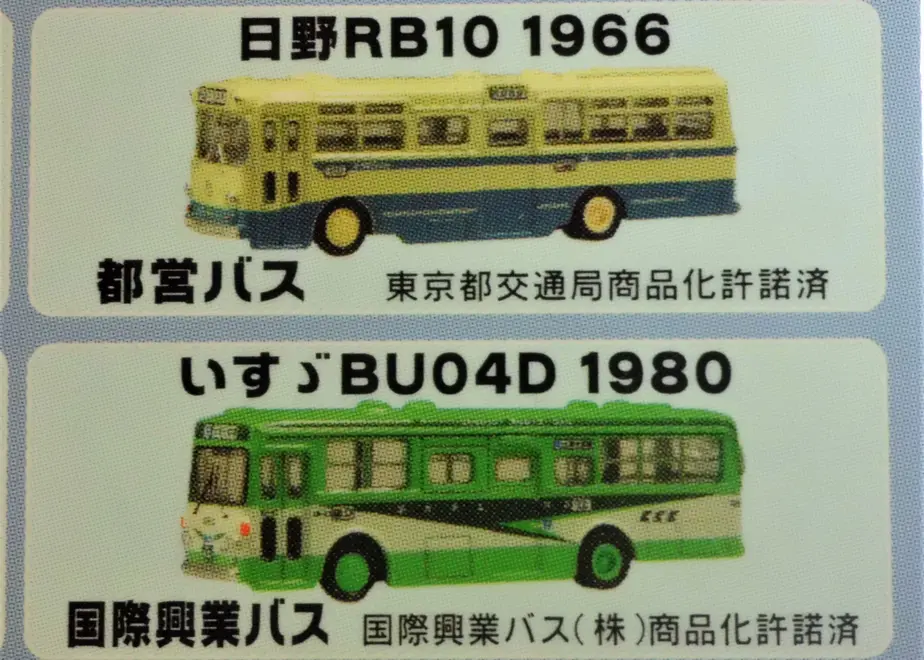 日野RB10 1966
都営バス
東京都交通局商品化許諾済
いすゞBU04D 1980
国際興業バス
国際興業バス(株)商品化許諾済